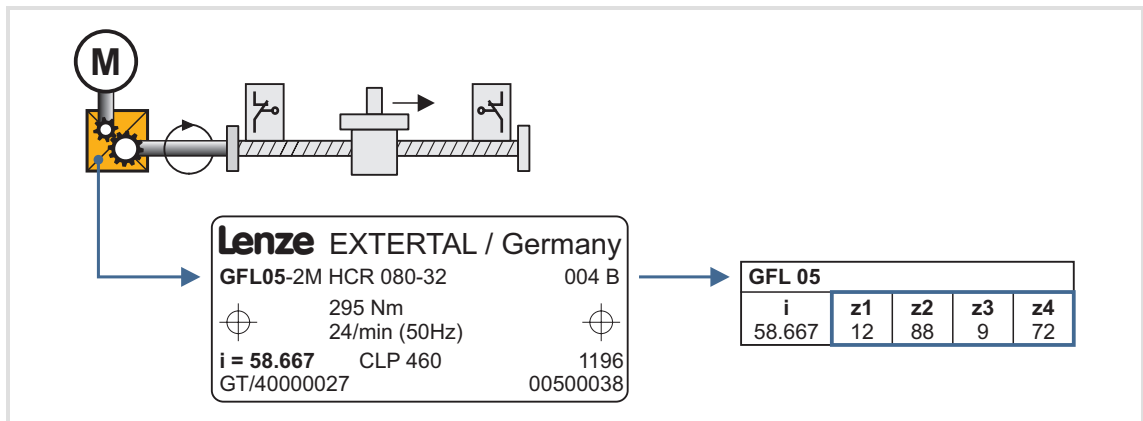 M
Lenze EXTERTAL / Germany
GFL05-2M HCR 080-32 004 B
295 Nm
24/min (50Hz)
i = 58.667 CLP 460 1196
GT/40000027 00500038
GFL 05
i z1 z2 z3 z4
58.667 12 88 9 72